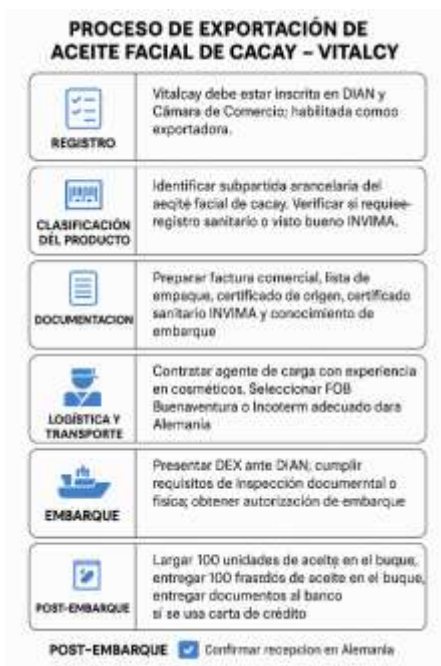 PROCESO DE EXPORTACIÓN DE
ACEITE FACIAL DE CACAY – VITALCY
REGISTRO
Vitalcay debe estar inscrita en DIAN y
Cámara de Comercio; habilitada comos
exportadora.
CLASIFICACIÓN
DEL PRODUCTO
Identificar subpartida arancelaria del
aeqité facial de cacay. Verificar si requiee
registro sanitario o visto bueno INVIMA.
DOCUMENTACION
Preparar factura comercial, lista de
empaque, certificado de origen, certificado
sanitario INVIMA y conocimiento de
embarque
LOGÍSTICA Y
TRANSPORTE
Contratar agente de carga con experiencia
en cosméticos. Seleccionar FOB
Buenaventura o Incoterm adecuado dara
Alemania
EMBARQUE
Presentar DEX ante DIAN; cumplir
requisitos de inspección documerntal o
física; obtener autorización de embarque
POST-EMBARQUE
Largar 100 unidades de aceite en el buque,
entregar 100 frastdos de aceite en el buque,
entregar documentos al banco
sí se usa carta de crédito
POST-EMBARQUE Confirmar recepcion en Alemania